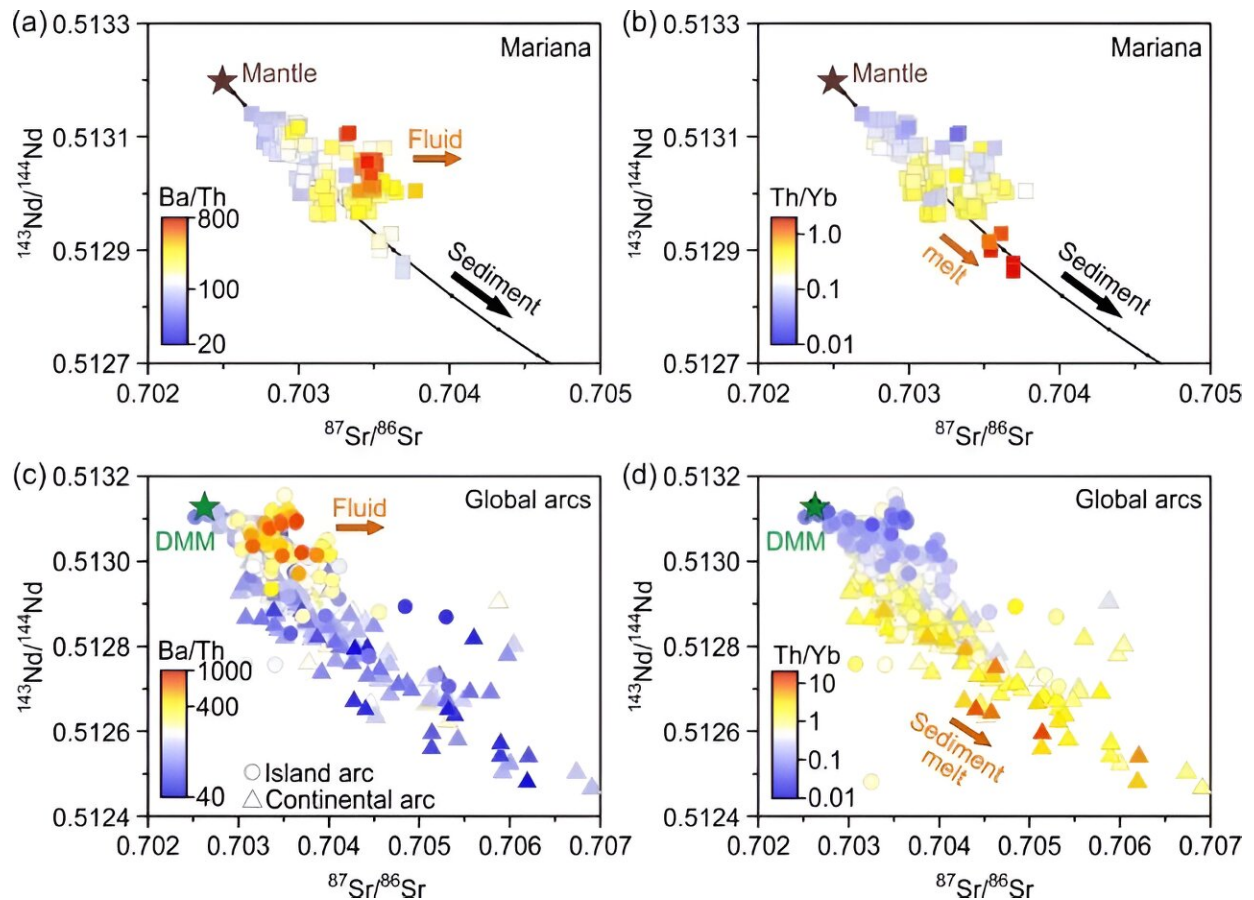 (a)
0.5133
0.5131
0.5129
0.5127
¹⁴³Nd/¹⁴⁴Nd
Mariana
Mantle
Fluid
Ba/Th
800
100
20
Sediment
0.702
0.703
0.704
0.705
⁸⁷Sr/⁸⁶Sr
(b)
0.5133
0.5131
0.5129
0.5127
¹⁴³Nd/¹⁴⁴Nd
Mariana
Mantle
Th/Yb
1.0
0.1
0.01
melt
Sediment
0.702
0.703
0.704
0.705
⁸⁷Sr/⁸⁶Sr
(c)
0.5132
0.5130
0.5128
0.5126
0.5124
¹⁴³Nd/¹⁴⁴Nd
Global arcs
Fluid
DMM
Ba/Th
1000
400
40
Island arc
Continental arc
0.702
0.703
0.704
0.705
0.706
0.707
⁸⁷Sr/⁸⁶Sr
(d)
0.5132
0.5130
0.5128
0.5126
0.5124
¹⁴³Nd/¹⁴⁴Nd
Global arcs
DMM
Th/Yb
10
1
0.1
0.01
Sediment
melt
0.702
0.703
0.704
0.705
0.706
0.707
⁸⁷Sr/⁸⁶Sr